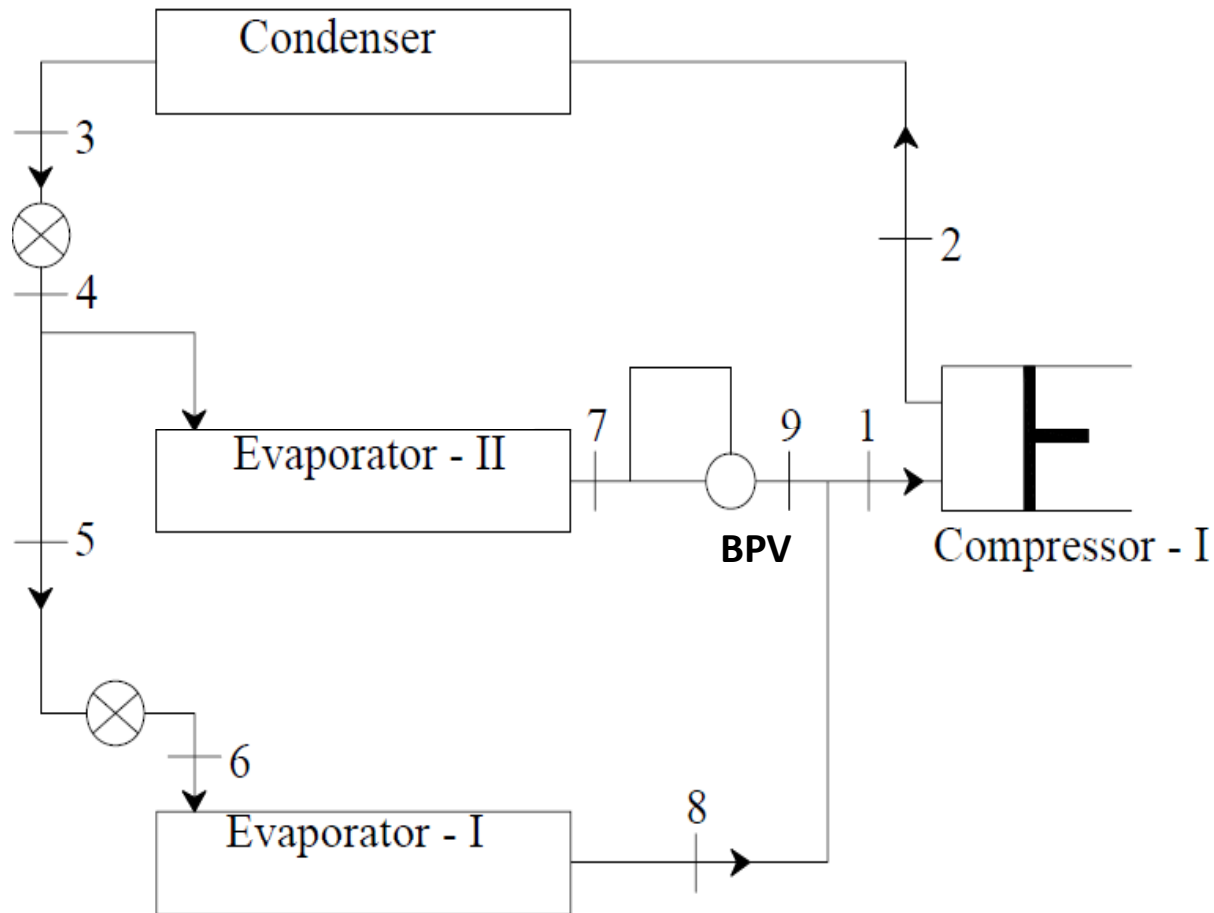 Condenser
3
2
4
Evaporator - II
7
9
1
BPV
Compressor - I
5
6
Evaporator - I
8